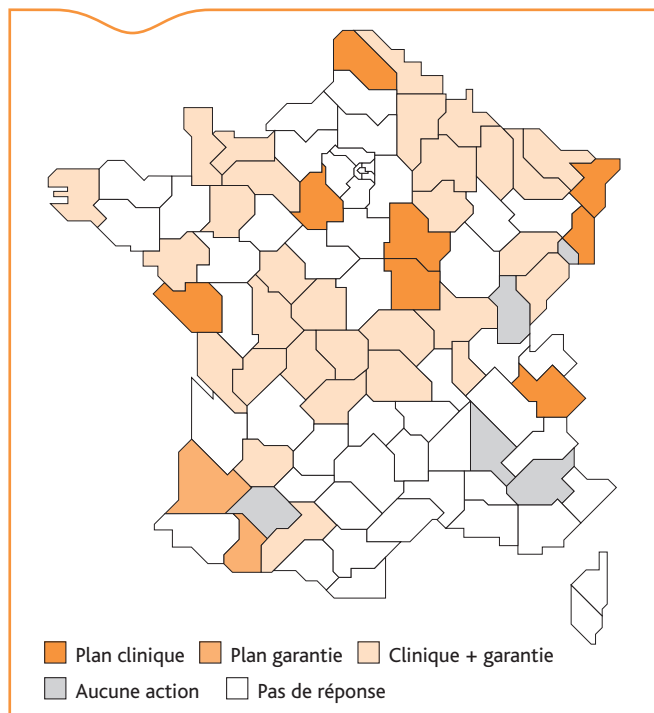 Plan clinique Plan garantie Clinique + garantie
Aucune action Pas de réponse